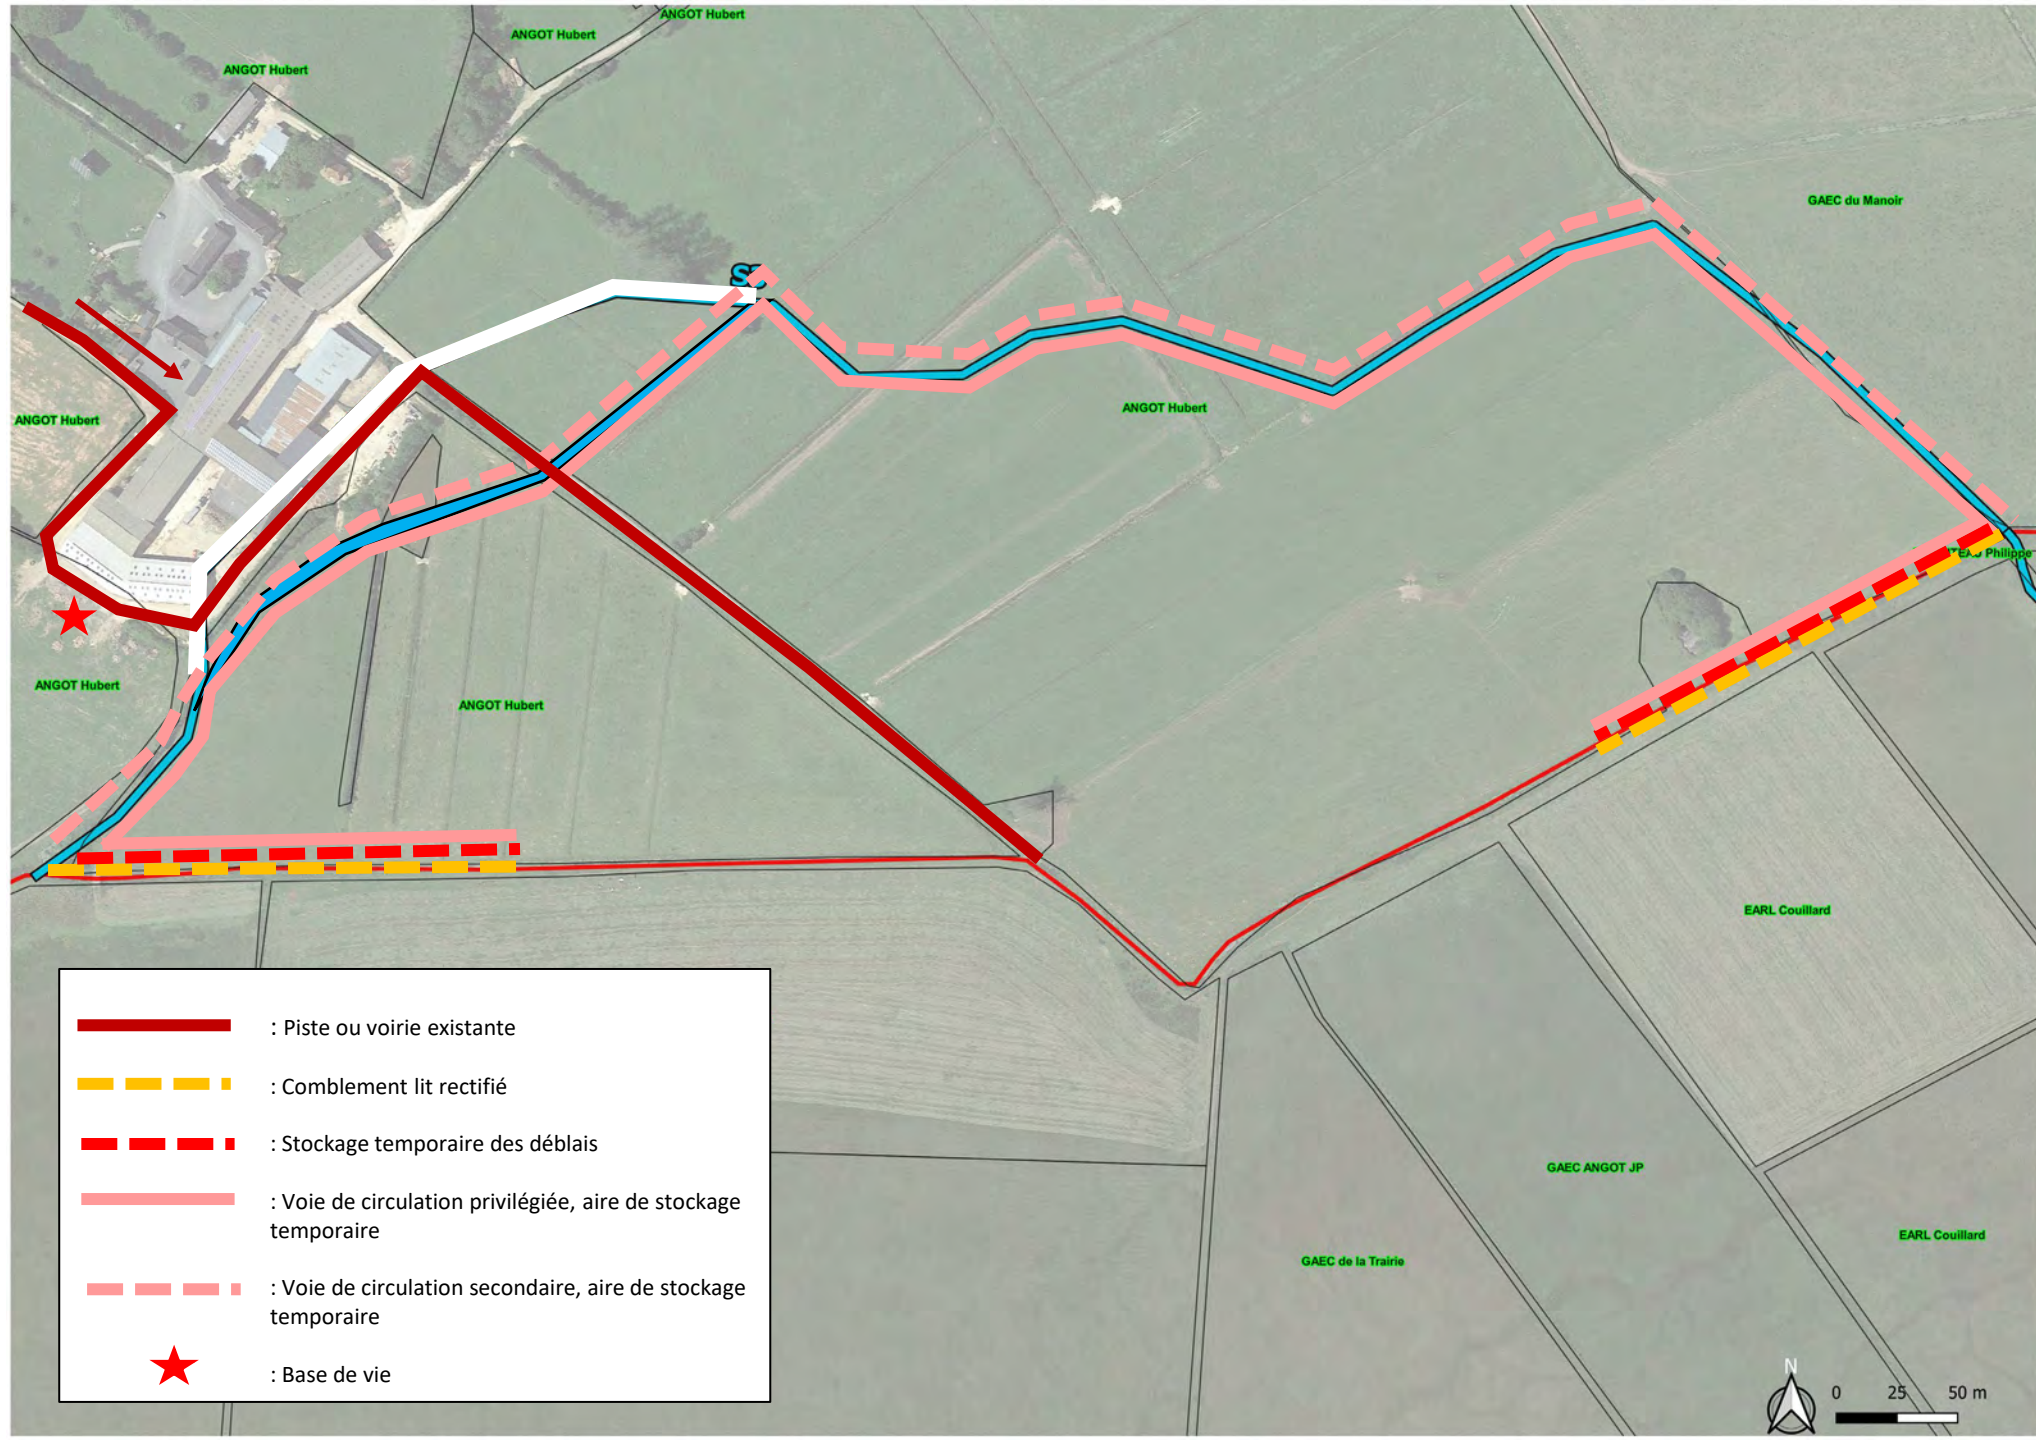 ANGOT Hubert
ANGOT Hubert
ANGOT Hubert
GAEC du Manoir
ANGOT Hubert
ANGOT Hubert
Philippe
ANGOT Hubert
ANGOT Hubert
EARL Couillard
GAEC ANGOT JP
EARL Couillard
GAEC de la Trairie
: Piste ou voirie existante
: Comblement lit rectifié
: Stockage temporaire des déblais
: Voie de circulation privilégiée, aire de stockage
temporaire
: Voie de circulation secondaire, aire de stockage
temporaire
: Base de vie
N
0 25 50 m